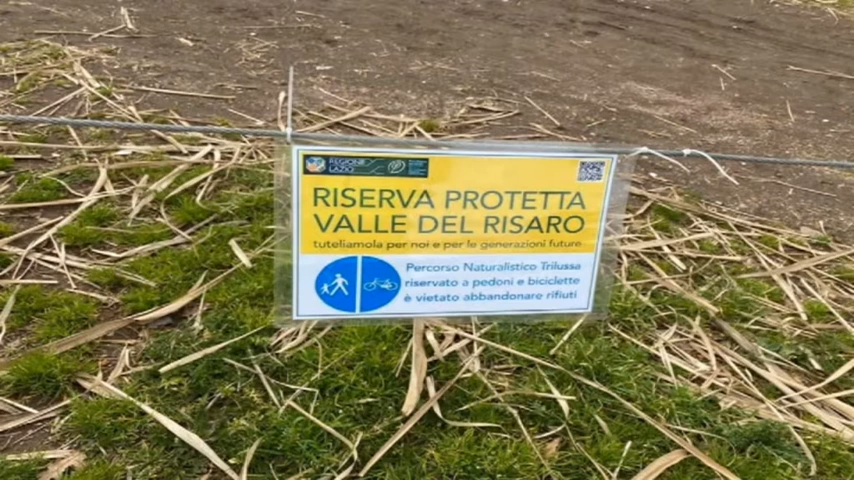 REGIONE
LAZIO
RISERVA PROTETTA
VALLE DEL RISARO
tuteliamola per noi e per le generazioni future
Percorso Naturalistico Trilussa
riservato a pedoni e biciclette
è vietato abbandonare rifiuti